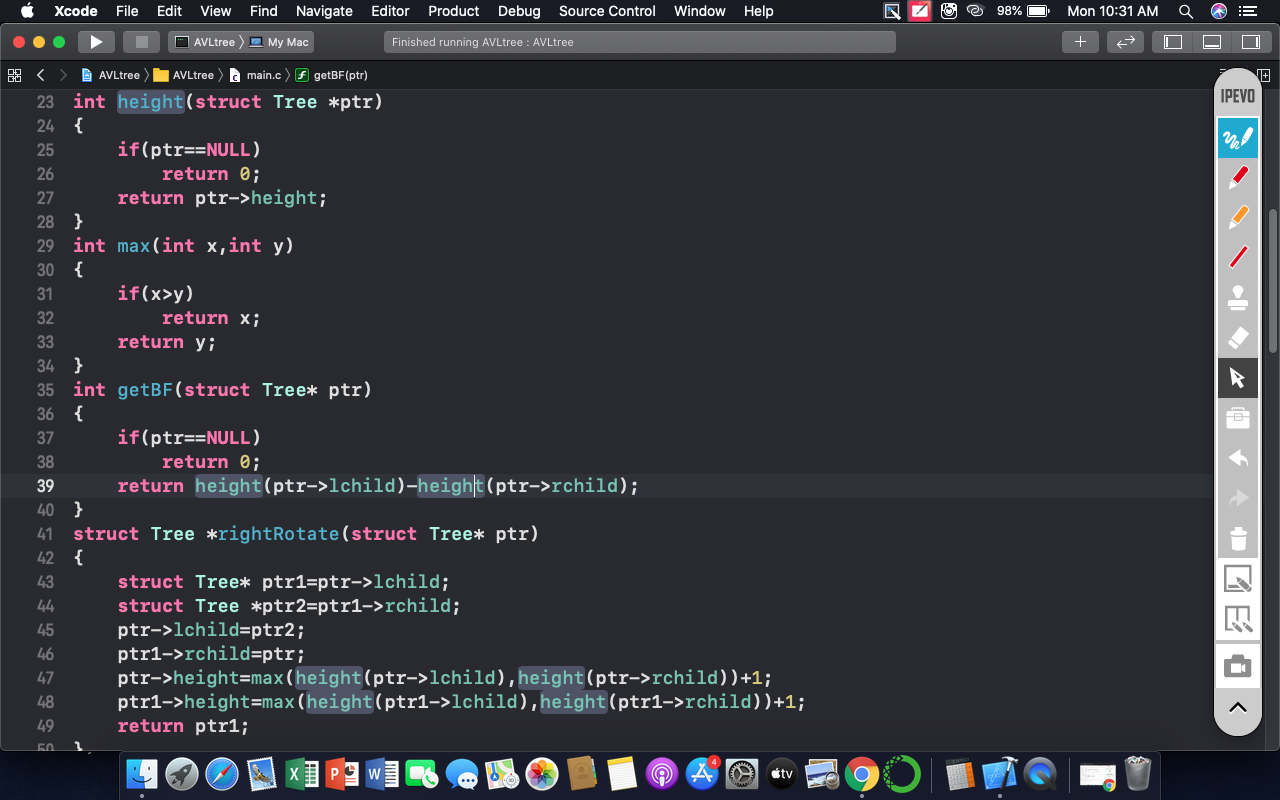 Xcode File Edit View Find Navigate Editor Product Debug Source Control Window Help 98% Mon 10:31 AM
AVLtree My Mac Finished running AVLtree : AVLtree
AVLtree AVLtree main.c getBF(ptr)
IPEVO
23 int height(struct Tree *ptr)
24 {
25 if(ptr==NULL)
26 return 0;
27 return ptr->height;
28 }
29 int max(int x,int y)
30 {
31 if(x>y)
32 return x;
33 return y;
34 }
35 int getBF(struct Tree* ptr)
36 {
37 if(ptr==NULL)
38 return 0;
39 return height(ptr->lchild)-height(ptr->rchild);
40 }
41 struct Tree *rightRotate(struct Tree* ptr)
42 {
43 struct Tree* ptr1=ptr->lchild;
44 struct Tree *ptr2=ptr1->rchild;
45 ptr->lchild=ptr2;
46 ptr1->rchild=ptr;
47 ptr->height=max(height(ptr->lchild),height(ptr->rchild))+1;
48 ptr1->height=max(height(ptr1->lchild),height(ptr1->rchild))+1;
49 return ptr1;
50 }
4
tv